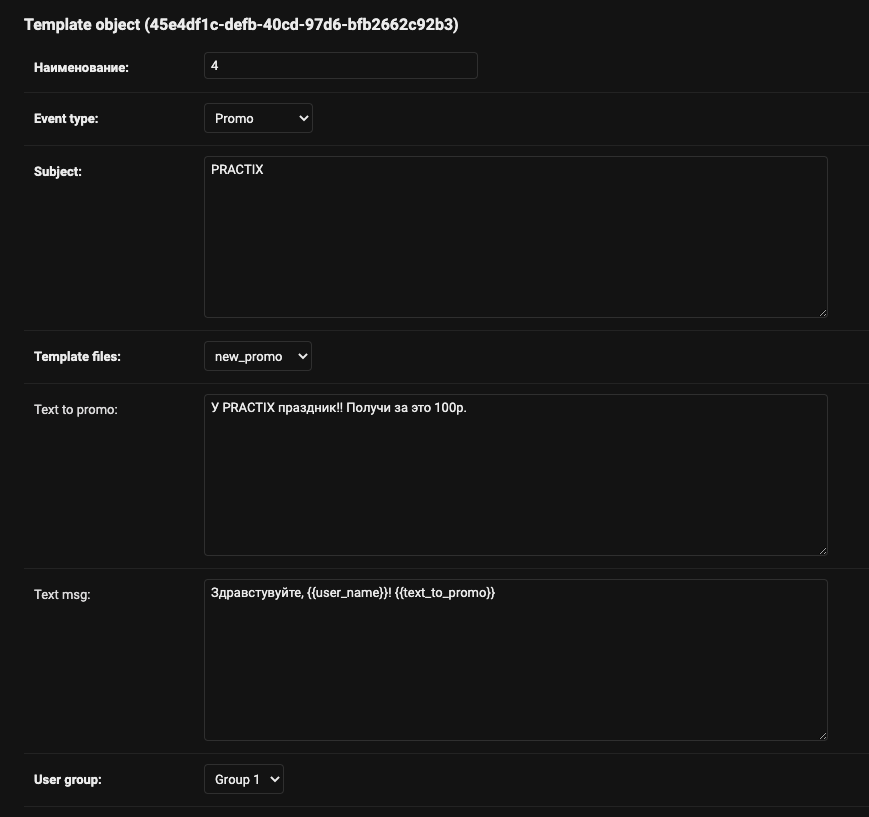 Template object (45e4df1c-defb-40cd-97d6-bfb2662c92b3)
Наименование: 4
Event type: Promo
Subject: PRACTIX
Template files: new_promo
Text to promo: У PRACTIX праздник!! Получи за это 100р.
Text msg: Здравстувуйте, {{user_name}}! {{text_to_promo}}
User group: Group 1